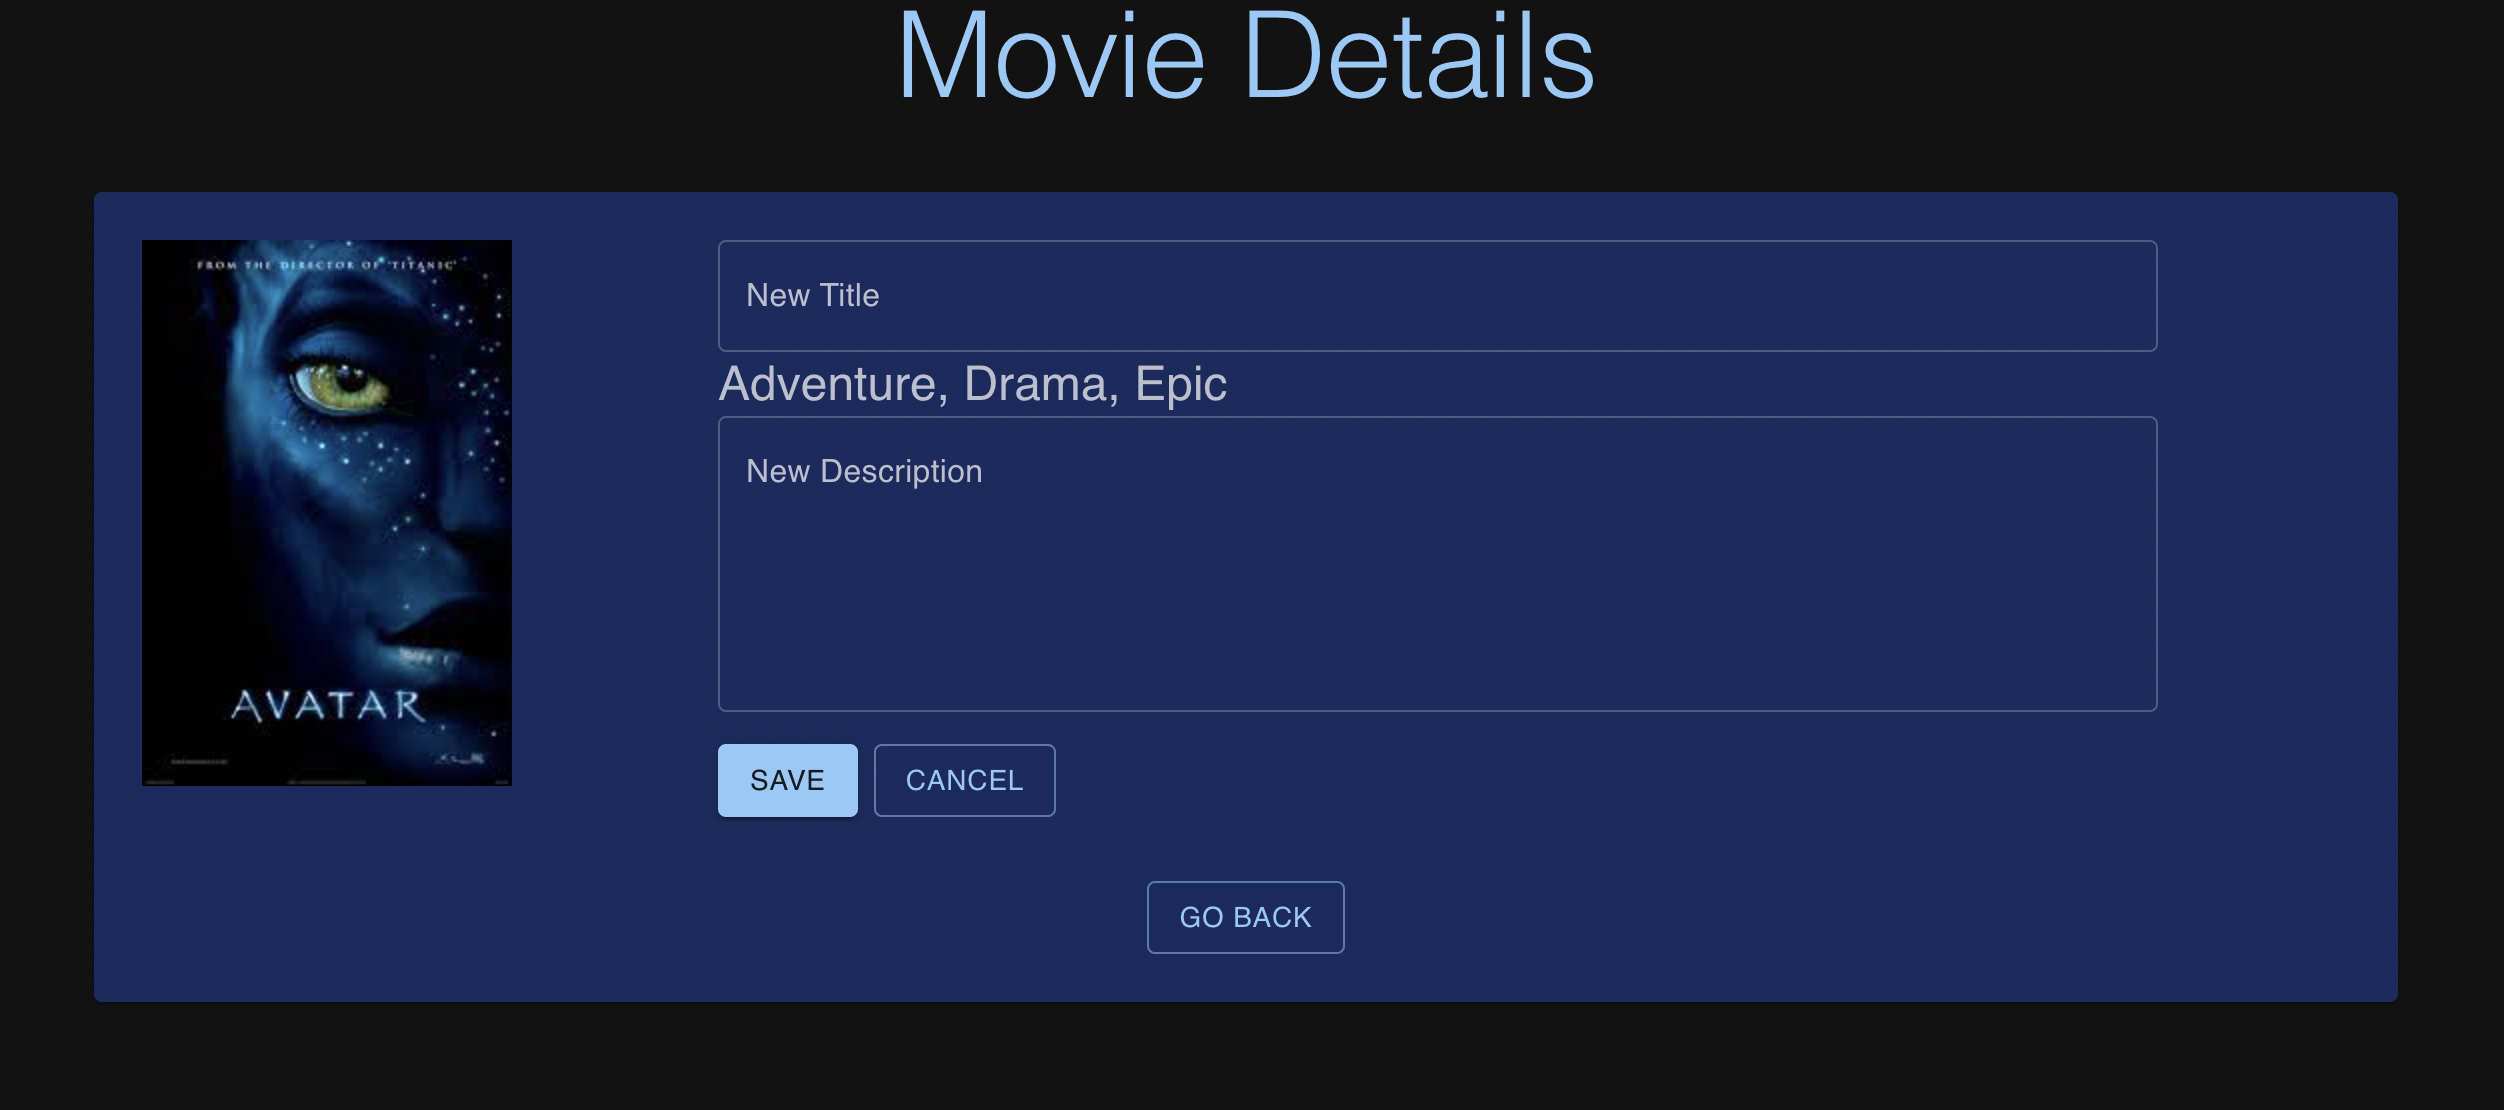 Movie Details
FROM THE DIRECTOR OF 'TITANIC'
AVATAR
New Title
Adventure, Drama, Epic
New Description
SAVE
CANCEL
GO BACK